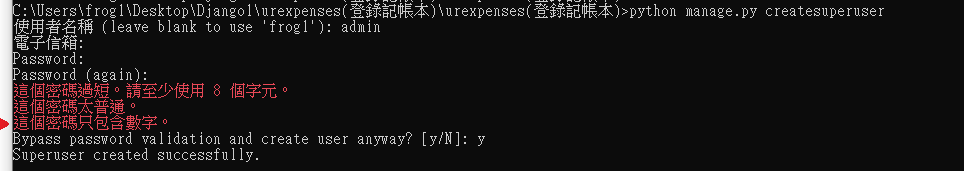 C:\Users\frog1\Desktop\Django1\urexpenses(登錄記帳本)\urexpenses(登錄記帳本)>python manage.py createsuperuser
使用者名稱 (leave blank to use 'frog1'): admin
電子信箱:
Password:
Password (again):
這個密碼過短。請至少使用 8 個字元。
這個密碼太普通。
這個密碼只包含數字。
Bypass password validation and create user anyway? [y/N]: y
Superuser created successfully.